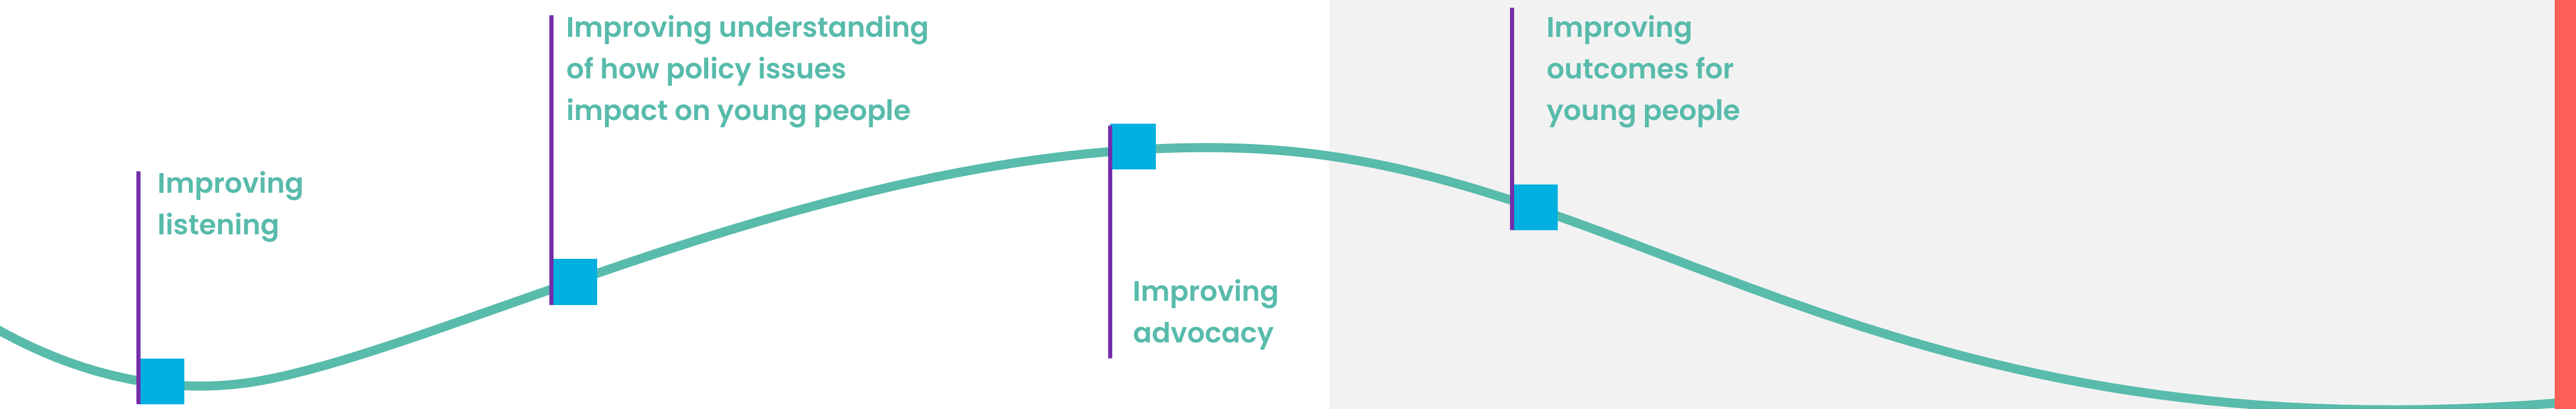 Improving
listening
Improving understanding
of how policy issues
impact on young people
Improving
advocacy
Improving
outcomes for
young people